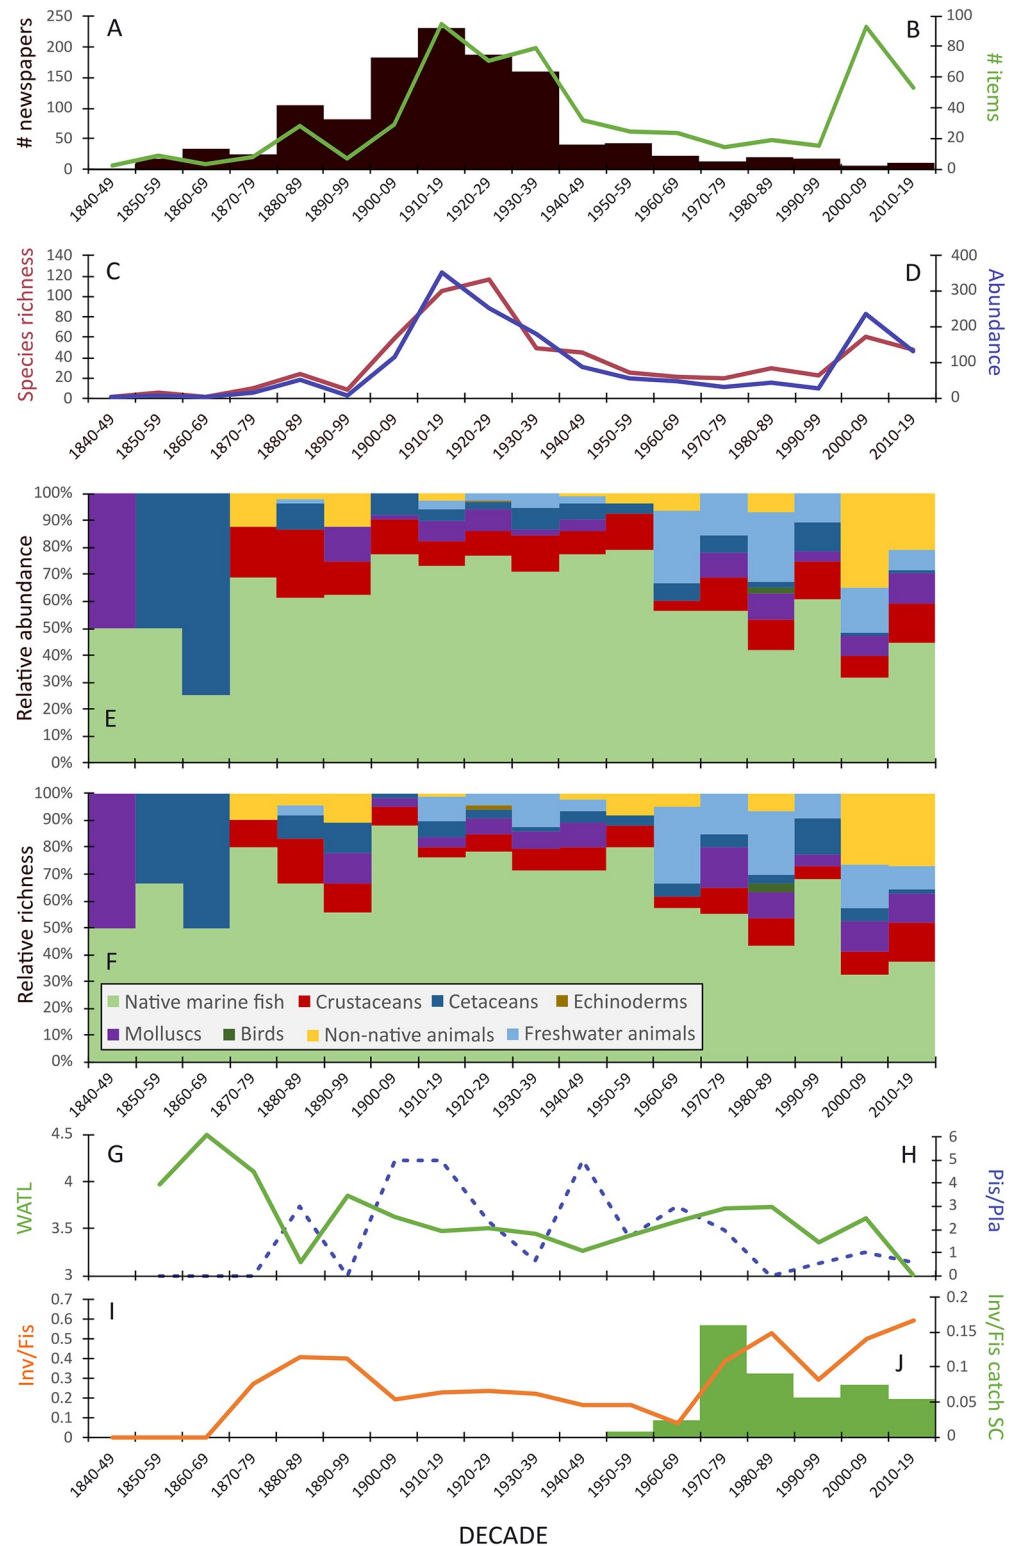 A
B
# newspapers
250
200
150
100
50
0
100
80
60
40
20
0
# items
1840-49 1850-59 1860-69 1870-79 1880-89 1890-99 1900-09 1910-19 1920-29 1930-39 1940-49 1950-59 1960-69 1970-79 1980-89 1990-99 2000-09 2010-19
C
D
Species richness
140
120
100
80
60
40
20
0
400
300
200
100
0
Abundance
1840-49 1850-59 1860-69 1870-79 1880-89 1890-99 1900-09 1910-19 1920-29 1930-39 1940-49 1950-59 1960-69 1970-79 1980-89 1990-99 2000-09 2010-19
Relative abundance
100%
90%
80%
70%
60%
50%
40%
30%
20%
10%
0%
E
Relative richness
100%
90%
80%
70%
60%
50%
40%
30%
20%
10%
0%
F
Native marine fish Crustaceans Cetaceans Echinoderms
Molluscs Birds Non-native animals Freshwater animals
1840-49 1850-59 1860-69 1870-79 1880-89 1890-99 1900-09 1910-19 1920-29 1930-39 1940-49 1950-59 1960-69 1970-79 1980-89 1990-99 2000-09 2010-19
G
H
WATL
4.5
4
3.5
3
6
5
4
3
2
1
0
Pis/Pla
I
J
Inv/Fis
0.7
0.6
0.5
0.4
0.3
0.2
0.1
0
0.2
0.15
0.1
0.05
0
Inv/Fis catch SC
1840-49 1850-59 1860-69 1870-79 1880-89 1890-99 1900-09 1910-19 1920-29 1930-39 1940-49 1950-59 1960-69 1970-79 1980-89 1990-99 2000-09 2010-19
DECADE